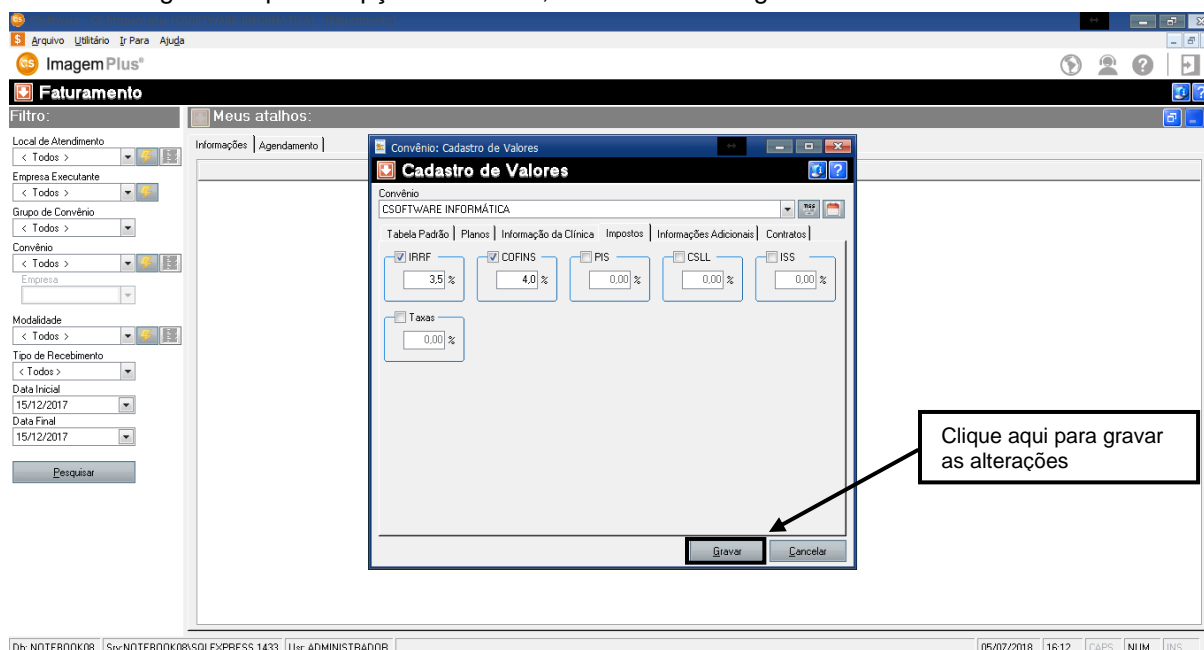 Arquivo Utilitário Ir Para Ajuda
ImagemPlus®
Faturamento
Filtro:
Meus atalhos:
Local de Atendimento
< Todos >
Empresa Executante
< Todos >
Grupo de Convênio
< Todos >
Convênio
< Todos >
Empresa
Modalidade
< Todos >
Tipo de Recebimento
< Todos >
Data Inicial
15/12/2017
Data Final
15/12/2017
Pesquisar
Informações Agendamento
Convênio: Cadastro de Valores
Cadastro de Valores
Convênio
CSOFTWARE INFORMÁTICA
Tabela Padrão Planos Informação da Clínica Impostos Informações Adicionais Contratos
IRRF COFINS PIS CSLL ISS
3,5 % 4,0 % 0,00 % 0,00 % 0,00 %
Taxas
0,00 %
Gravar Cancelar
Clique aqui para gravar
as alterações
Db: NOTEBOOK08 Srv:NOTEBOOK08\SQLEXPRESS,1433 Usr: ADMINISTRADOR 05/07/2018 16:12 CAPS NUM INS